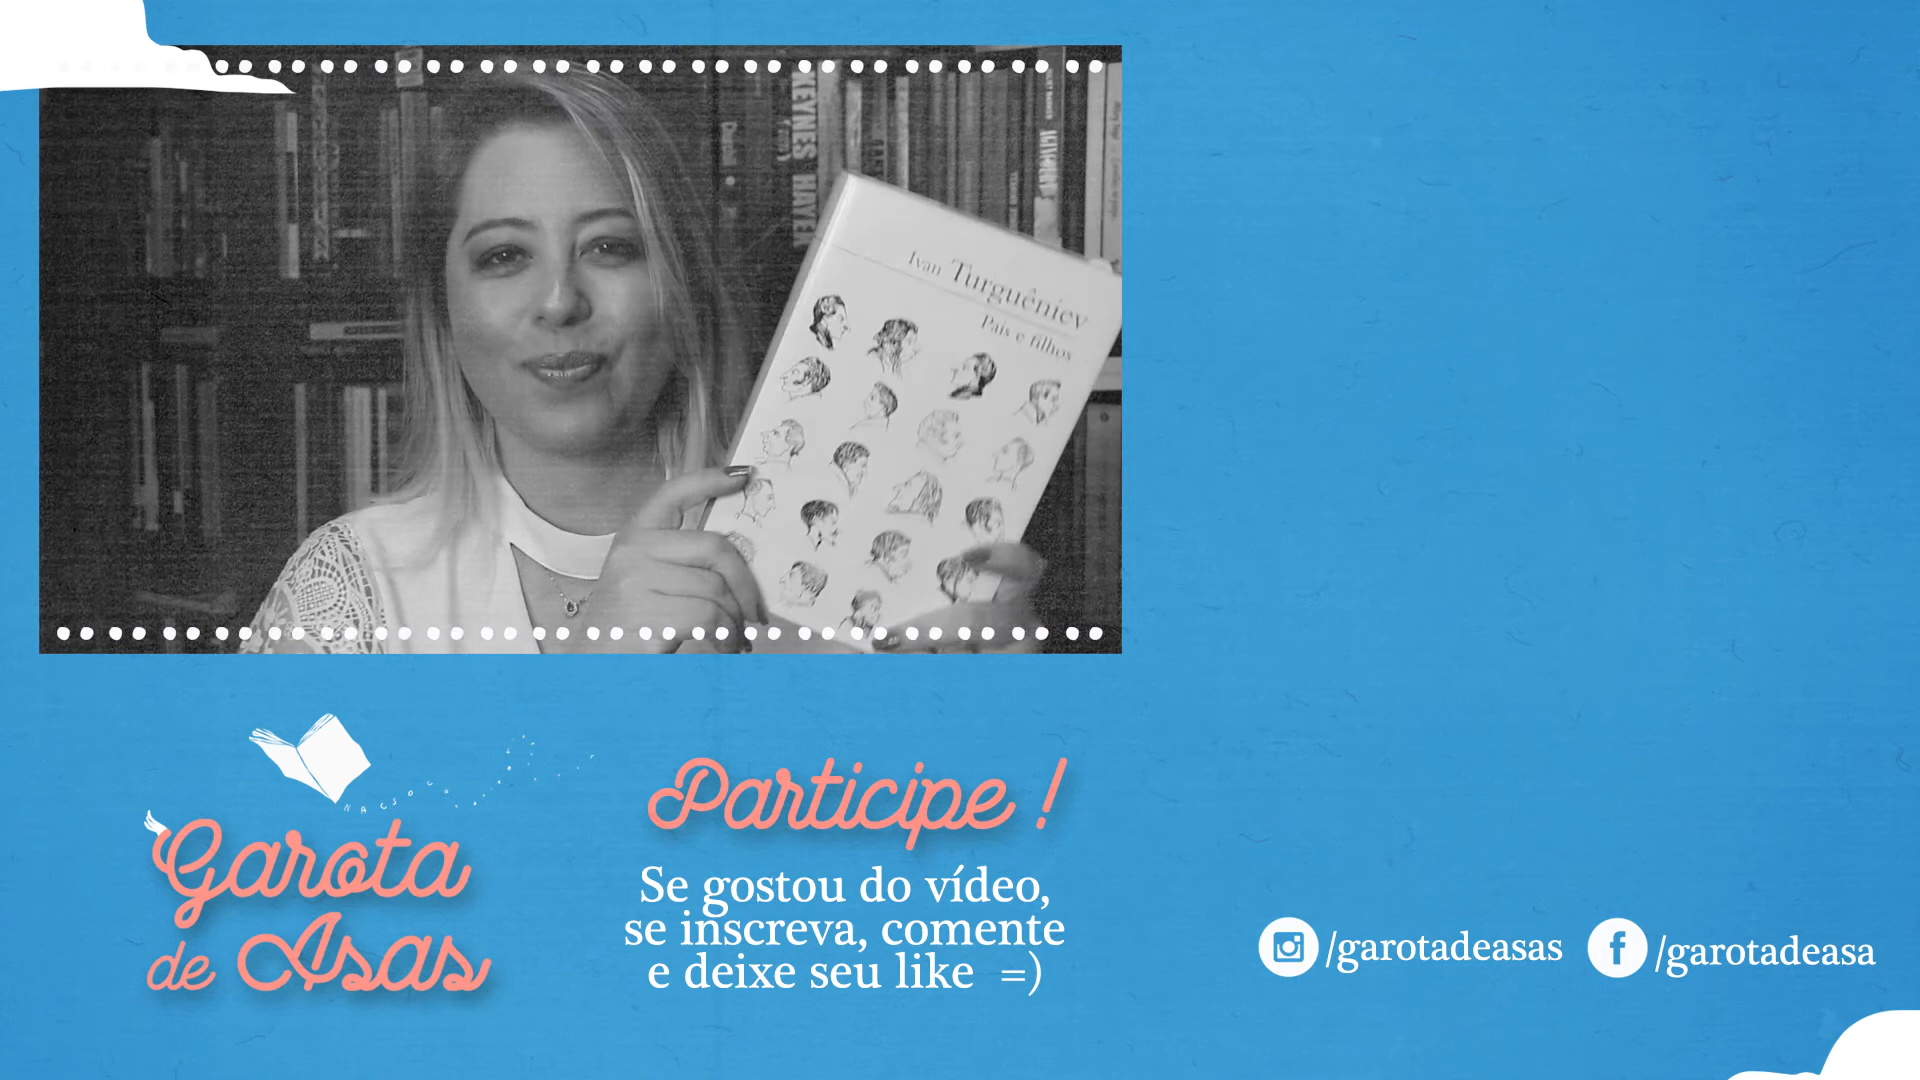 KEYNES HAYEK
Ivan Turguêniev
Pais e filhos
Garota
de Asas
Participe !
Se gostou do vídeo,
se inscreva, comente
e deixe seu like =)
/garotadeasas
/garotadeasa